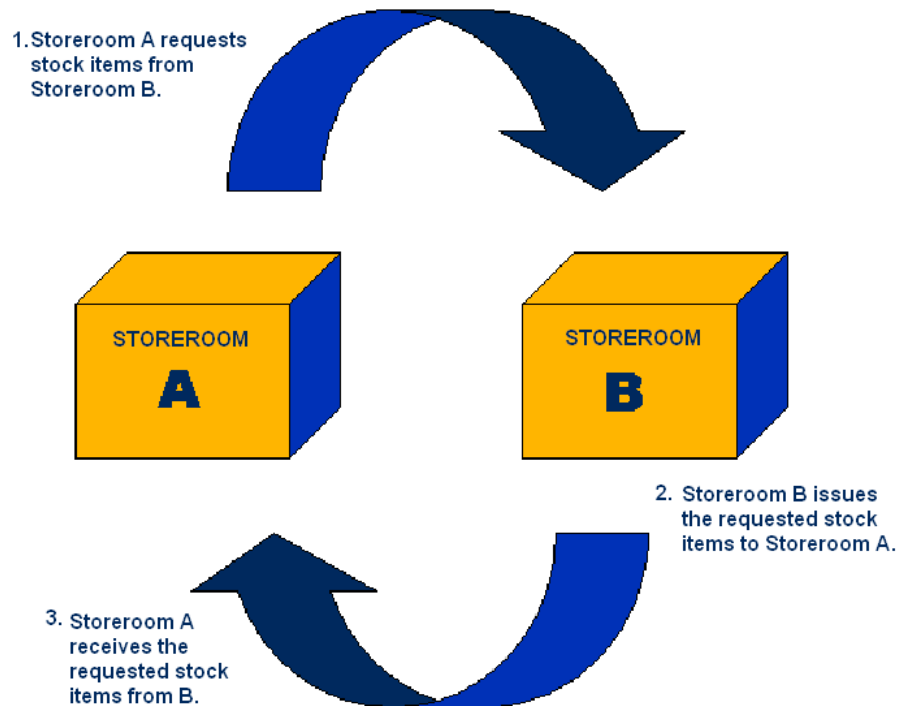 1.Storeroom A requests
stock items from
Storeroom B.
STOREROOM
A
STOREROOM
B
2. Storeroom B issues
the requested stock
items to Storeroom A.
3. Storeroom A
receives the
requested stock
items from B.